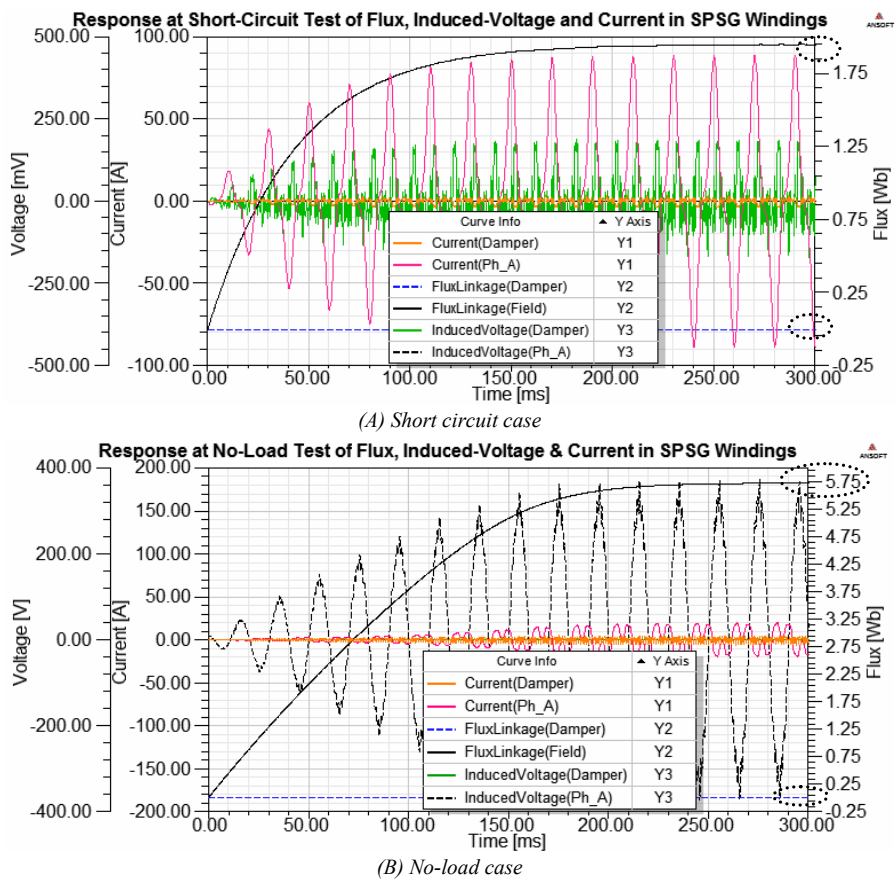 Response at Short-Circuit Test of Flux, Induced-Voltage and Current in SPSG Windings
ANSOFT
500.00
250.00
0.00
-250.00
-500.00
Voltage [mV]
100.00
50.00
0.00
-50.00
-100.00
Current [A]
1.75
1.25
0.75
0.25
-0.25
Flux [Wb]
Curve Info Y Axis
Current(Damper) Y1
Current(Ph_A) Y1
FluxLinkage(Damper) Y2
FluxLinkage(Field) Y2
InducedVoltage(Damper) Y3
InducedVoltage(Ph_A) Y3
0.00 50.00 100.00 150.00 200.00 250.00 300.00
Time [ms]
(A) Short circuit case
Response at No-Load Test of Flux, Induced-Voltage & Current in SPSG Windings
ANSOFT
400.00
200.00
0.00
-200.00
-400.00
Voltage [V]
200.00
150.00
100.00
50.00
0.00
-50.00
-100.00
-150.00
-200.00
Current [A]
5.75
5.25
4.75
4.25
3.75
3.25
2.75
2.25
1.75
1.25
0.75
0.25
-0.25
Flux [Wb]
Curve Info Y Axis
Current(Damper) Y1
Current(Ph_A) Y1
FluxLinkage(Damper) Y2
FluxLinkage(Field) Y2
InducedVoltage(Damper) Y3
InducedVoltage(Ph_A) Y3
0.00 50.00 100.00 150.00 200.00 250.00 300.00
Time [ms]
(B) No-load case